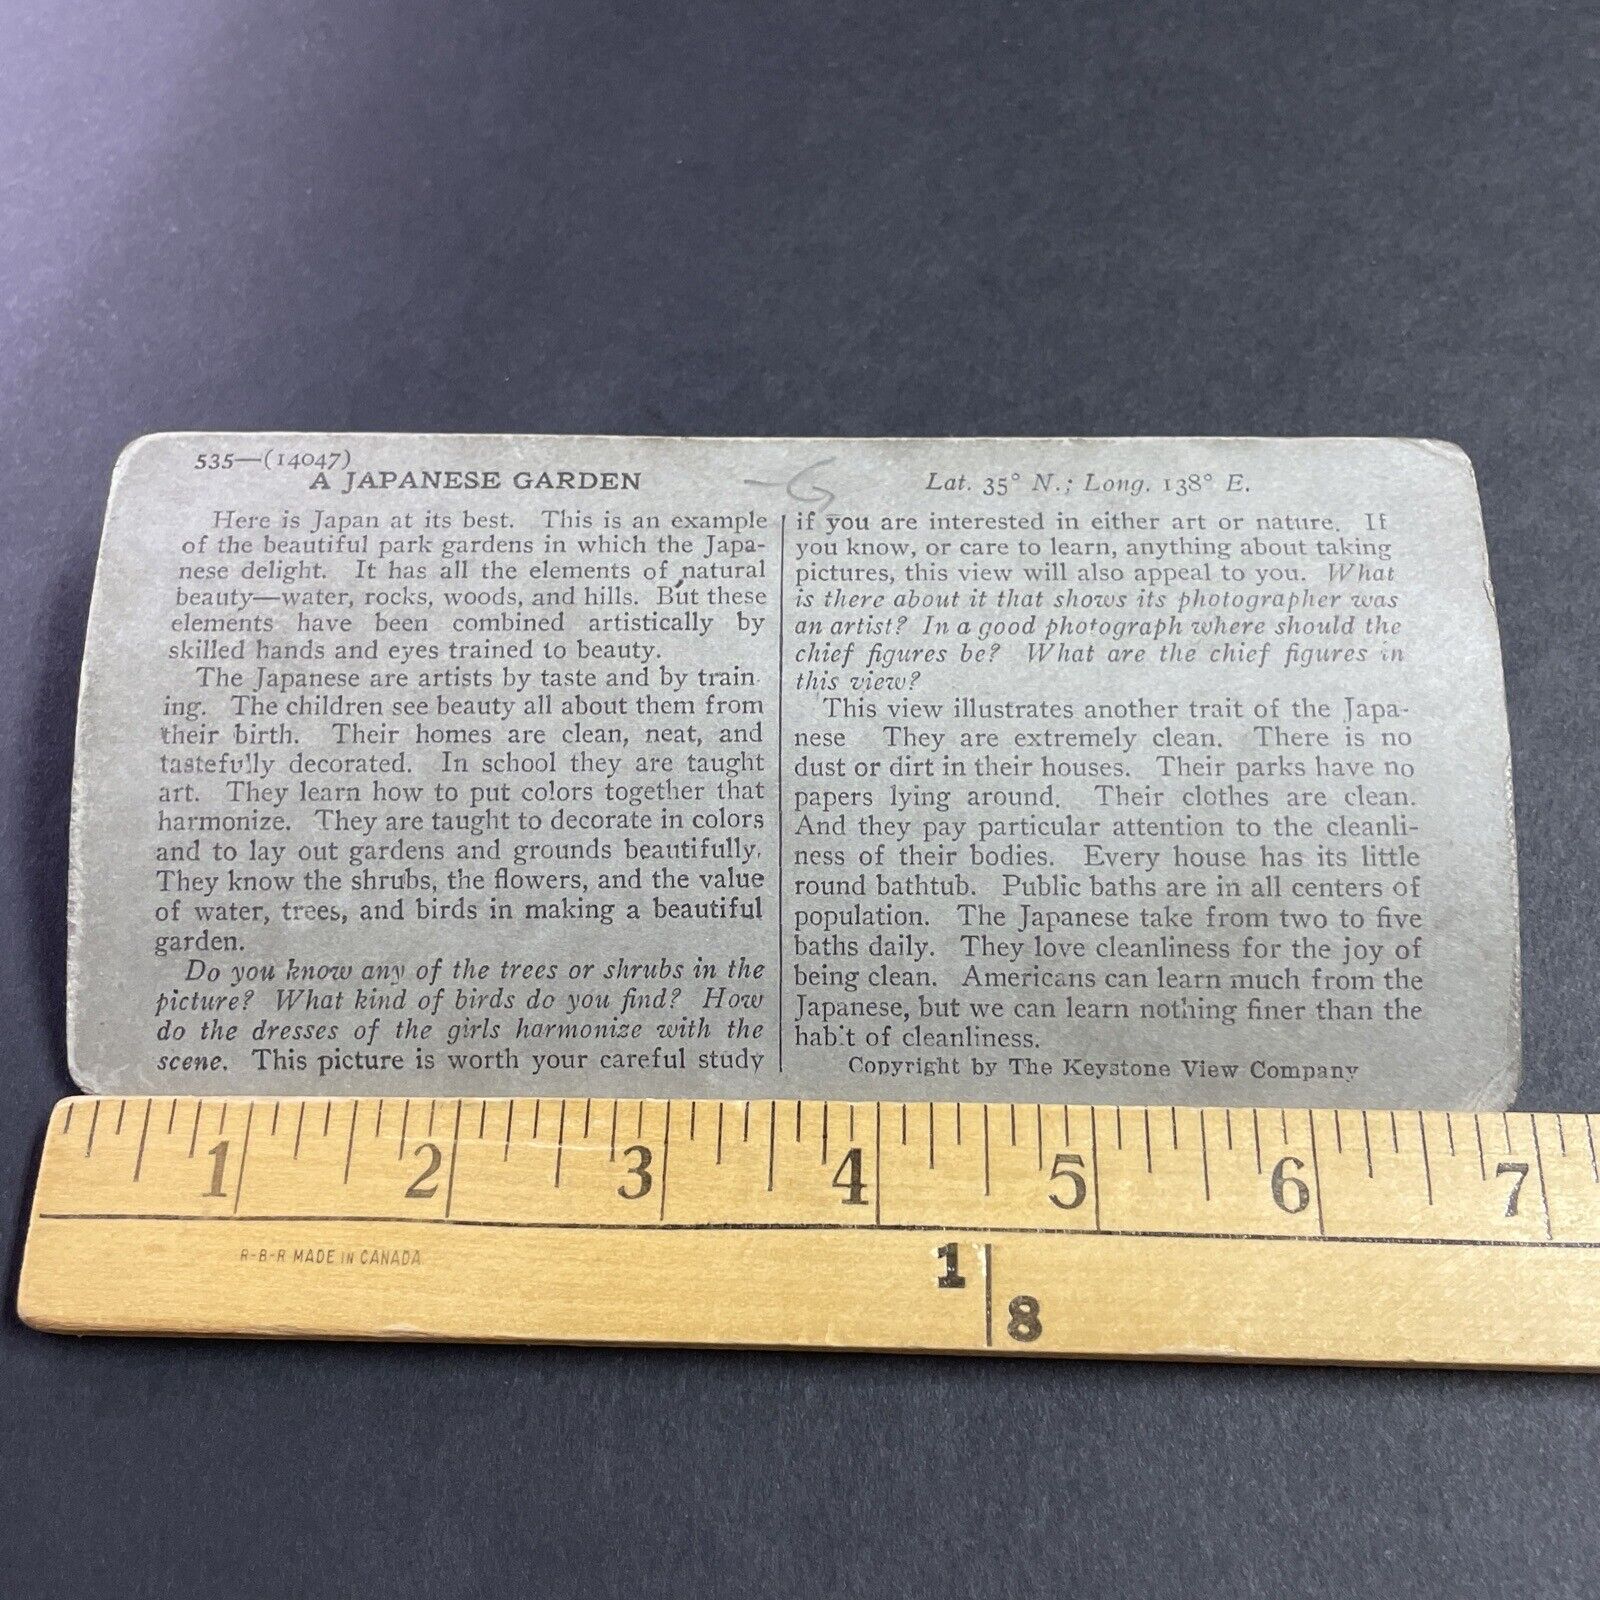 535—(14047)
A JAPANESE GARDEN
Here is Japan at its best. This is an example
of the beautiful park gardens in which the Japa-
nese delight. It has all the elements of natural
beauty—water, rocks, woods, and hills. But these
elements have been combined artistically by
skilled hands and eyes trained to beauty.
The Japanese are artists by taste and by train-
ing. The children see beauty all about them from
their birth. Their homes are clean, neat, and
tastefully decorated. In school they are taught
art. They learn how to put colors together that
harmonize. They are taught to decorate in colors
and to lay out gardens and grounds beautifully.
They know the shrubs, the flowers, and the value
of water, trees, and birds in making a beautiful
garden.
Do you know any of the trees or shrubs in the
picture? What kind of birds do you find? How
do the dresses of the girls harmonize with the
scene. This picture is worth your careful study
Lat. 35° N.; Long. 138° E.
if you are interested in either art or nature. If
you know, or care to learn, anything about taking
pictures, this view will also appeal to you. What
is there about it that shows its photographer was
an artist? In a good photograph where should the
chief figures be? What are the chief figures in
this view?
This view illustrates another trait of the Japa-
nese They are extremely clean. There is no
dust or dirt in their houses. Their parks have no
papers lying around. Their clothes are clean.
And they pay particular attention to the cleanli-
ness of their bodies. Every house has its little
round bathtub. Public baths are in all centers of
population. The Japanese take from two to five
baths daily. They love cleanliness for the joy of
being clean. Americans can learn much from the
Japanese, but we can learn nothing finer than the
habit of cleanliness.
Copyright by The Keystone View Company
1 2 3 4 5 6 7
R-B-R MADE IN CANADA
1
8